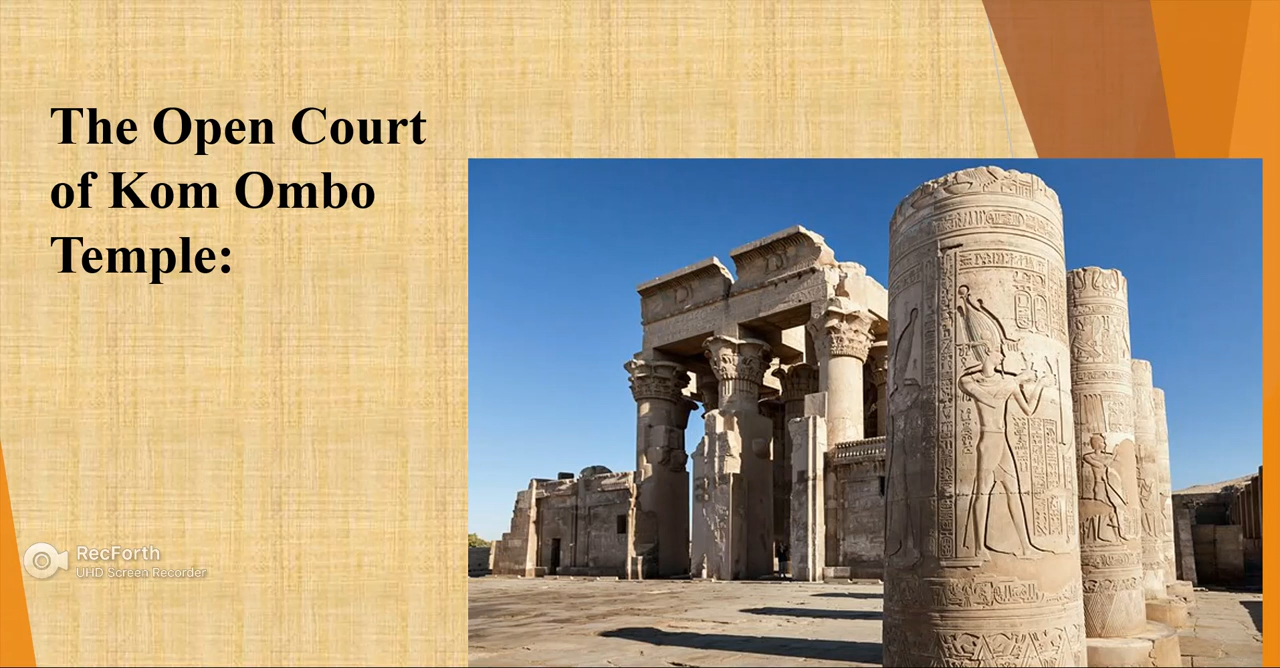 The Open Court
of Kom Ombo
Temple:
RecForth
UHD Screen Recorder